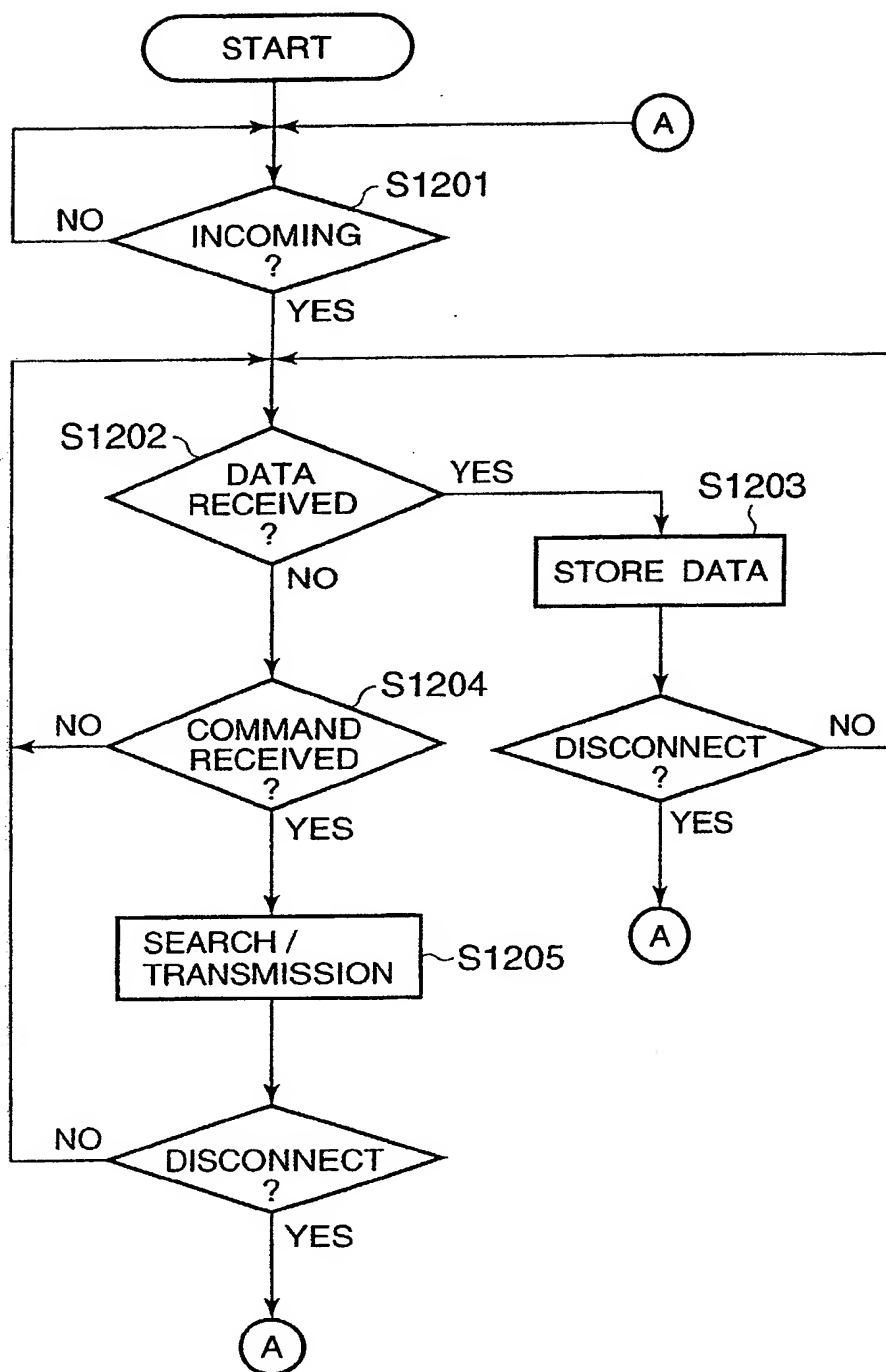 START
A
S1201
NO
INCOMING
?
YES
S1202
DATA
RECEIVED
?
YES
S1203
STORE DATA
NO
S1204
NO
COMMAND
RECEIVED
?
DISCONNECT
?
NO
YES
YES
A
SEARCH /
TRANSMISSION
S1205
NO
DISCONNECT
?
YES
A